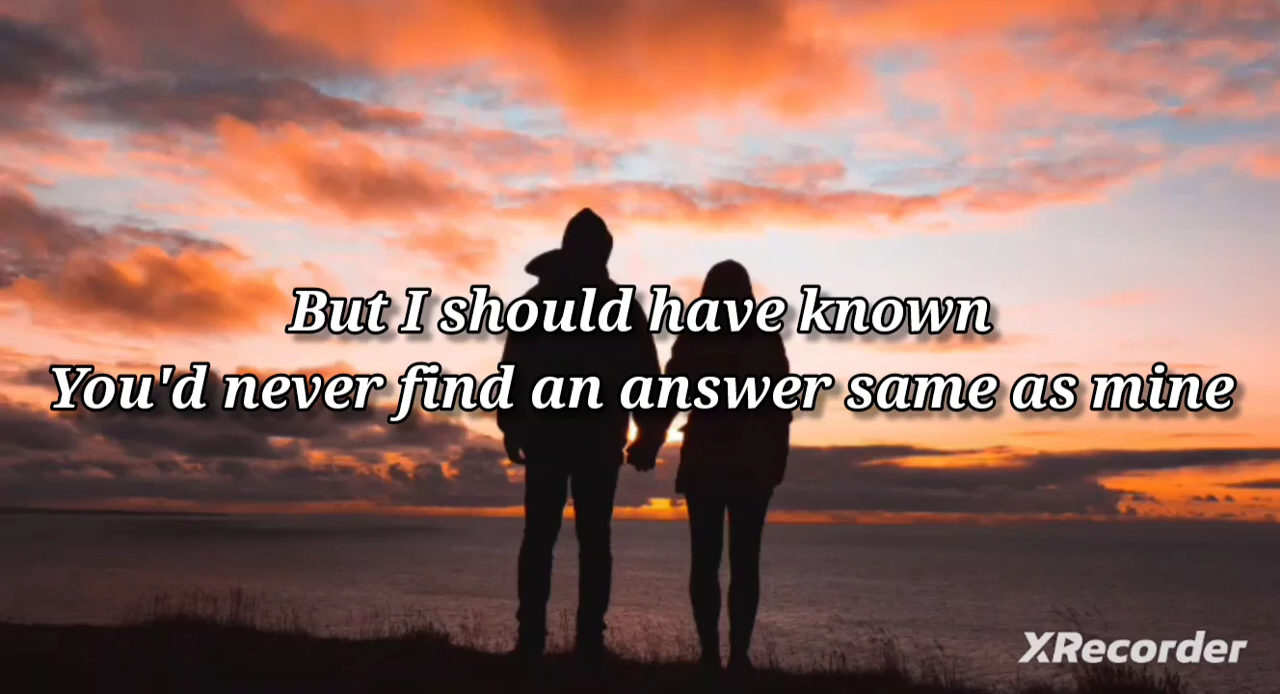 But I should have known
You'd never find an answer same as mine
XRecorder